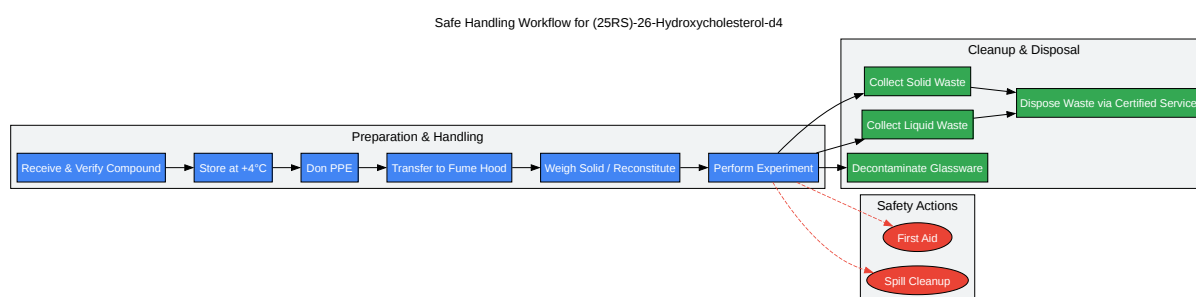 Safe Handling Workflow for (25RS)-26-Hydroxycholesterol-d4
Preparation & Handling
Receive & Verify Compound
Store at +4°C
Don PPE
Transfer to Fume Hood
Weigh Solid / Reconstitute
Perform Experiment
Cleanup & Disposal
Collect Solid Waste
Collect Liquid Waste
Dispose Waste via Certified Service
Decontaminate Glassware
Safety Actions
First Aid
Spill Cleanup